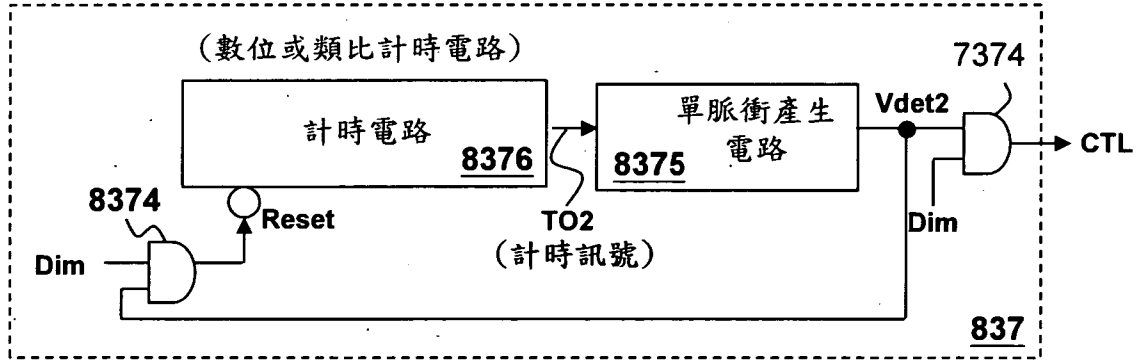 (數位或類比計時電路)
7374
計時電路
8376
單脈衝產生
電路
8375
Vdet2
CTL
8374
Reset
TO2
(計時訊號)
Dim
Dim
837